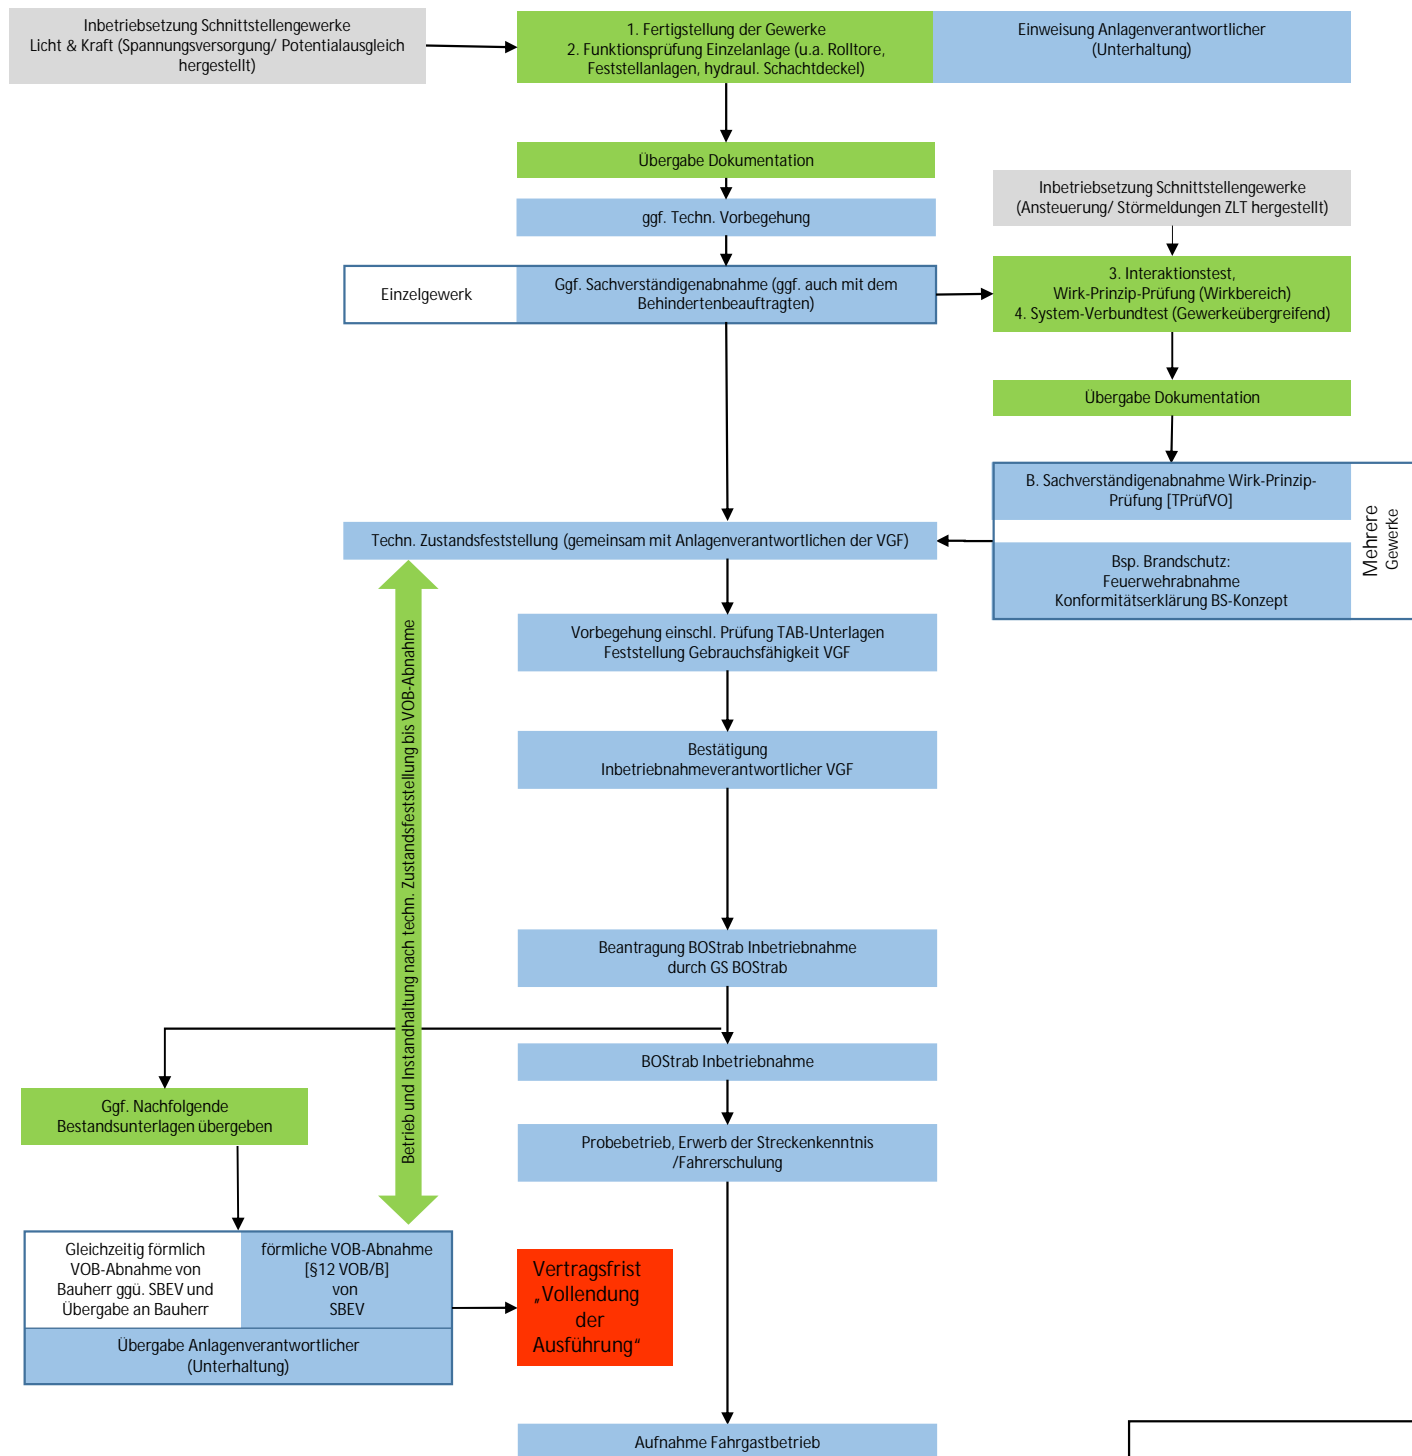 Inbetriebsetzung Schnittstellengewerke
Licht & Kraft (Spannungsversorgung/ Potentialausgleich
hergestellt)
1. Fertigstellung der Gewerke
2. Funktionsprüfung Einzelanlage (u.a. Rolltore,
Feststellanlagen, hydraul. Schachtdeckel)
Einweisung Anlagenverantwortlicher
(Unterhaltung)
Übergabe Dokumentation
Inbetriebsetzung Schnittstellengewerke
(Ansteuerung/ Störmeldungen ZLT hergestellt)
ggf. Techn. Vorbegehung
Einzelgewerk
Ggf. Sachverständigenabnahme (ggf. auch mit dem
Behindertenbeauftragten)
3. Interaktionstest,
Wirk-Prinzip-Prüfung (Wirkbereich)
4. System-Verbundtest (Gewerkeübergreifend)
Übergabe Dokumentation
B. Sachverständigenabnahme Wirk-Prinzip-
Prüfung [TPrüfVO]
Bsp. Brandschutz:
Feuerwehrabnahme
Konformitätserklärung BS-Konzept
Mehrere
Gewerke
Techn. Zustandsfeststellung (gemeinsam mit Anlagenverantwortlichen der VGF)
Vorbegehung einschl. Prüfung TAB-Unterlagen
Feststellung Gebrauchsfähigkeit VGF
Bestätigung
Inbetriebnahmeverantwortlicher VGF
Betrieb und Instandhaltung nach techn. Zustandsfeststellung bis VOB-Abnahme
Beantragung BOStrab Inbetriebnahme
durch GS BOStrab
BOStrab Inbetriebnahme
Ggf. Nachfolgende
Bestandsunterlagen übergeben
Probebetrieb, Erwerb der Streckenkenntnis
/Fahrerschulung
Gleichzeitig förmlich
VOB-Abnahme von
Bauherr ggü. SBEV und
Übergabe an Bauherr
förmliche VOB-Abnahme
[§12 VOB/B]
von
SBEV
Übergabe Anlagenverantwortlicher
(Unterhaltung)
Vertragsfrist
„Vollendung
der
Ausführung“
Aufnahme Fahrgastbetrieb